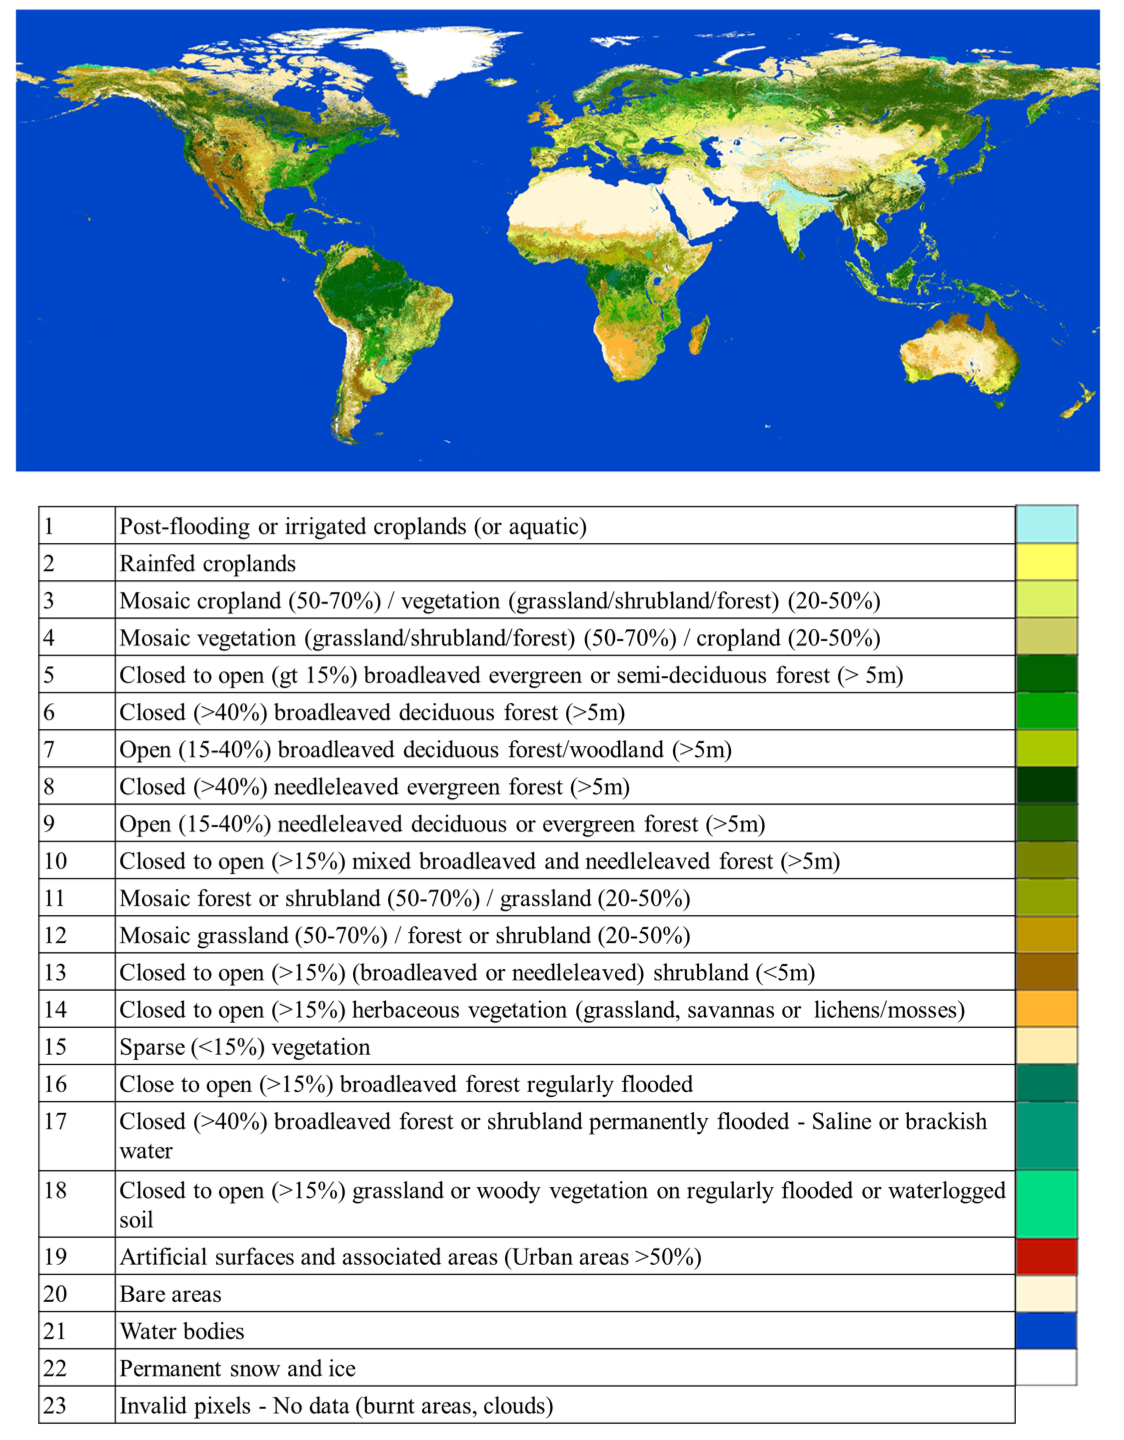 1 Post-flooding or irrigated croplands (or aquatic)
2 Rainfed croplands
3 Mosaic cropland (50-70%) / vegetation (grassland/shrubland/forest) (20-50%)
4 Mosaic vegetation (grassland/shrubland/forest) (50-70%) / cropland (20-50%)
5 Closed to open (gt 15%) broadleaved evergreen or semi-deciduous forest (> 5m)
6 Closed (>40%) broadleaved deciduous forest (>5m)
7 Open (15-40%) broadleaved deciduous forest/woodland (>5m)
8 Closed (>40%) needleleaved evergreen forest (>5m)
9 Open (15-40%) needleleaved deciduous or evergreen forest (>5m)
10 Closed to open (>15%) mixed broadleaved and needleleaved forest (>5m)
11 Mosaic forest or shrubland (50-70%) / grassland (20-50%)
12 Mosaic grassland (50-70%) / forest or shrubland (20-50%)
13 Closed to open (>15%) (broadleaved or needleleaved) shrubland (<5m)
14 Closed to open (>15%) herbaceous vegetation (grassland, savannas or lichens/mosses)
15 Sparse (<15%) vegetation
16 Close to open (>15%) broadleaved forest regularly flooded
17 Closed (>40%) broadleaved forest or shrubland permanently flooded - Saline or brackish
water
18 Closed to open (>15%) grassland or woody vegetation on regularly flooded or waterlogged
soil
19 Artificial surfaces and associated areas (Urban areas >50%)
20 Bare areas
21 Water bodies
22 Permanent snow and ice
23 Invalid pixels - No data (burnt areas, clouds)